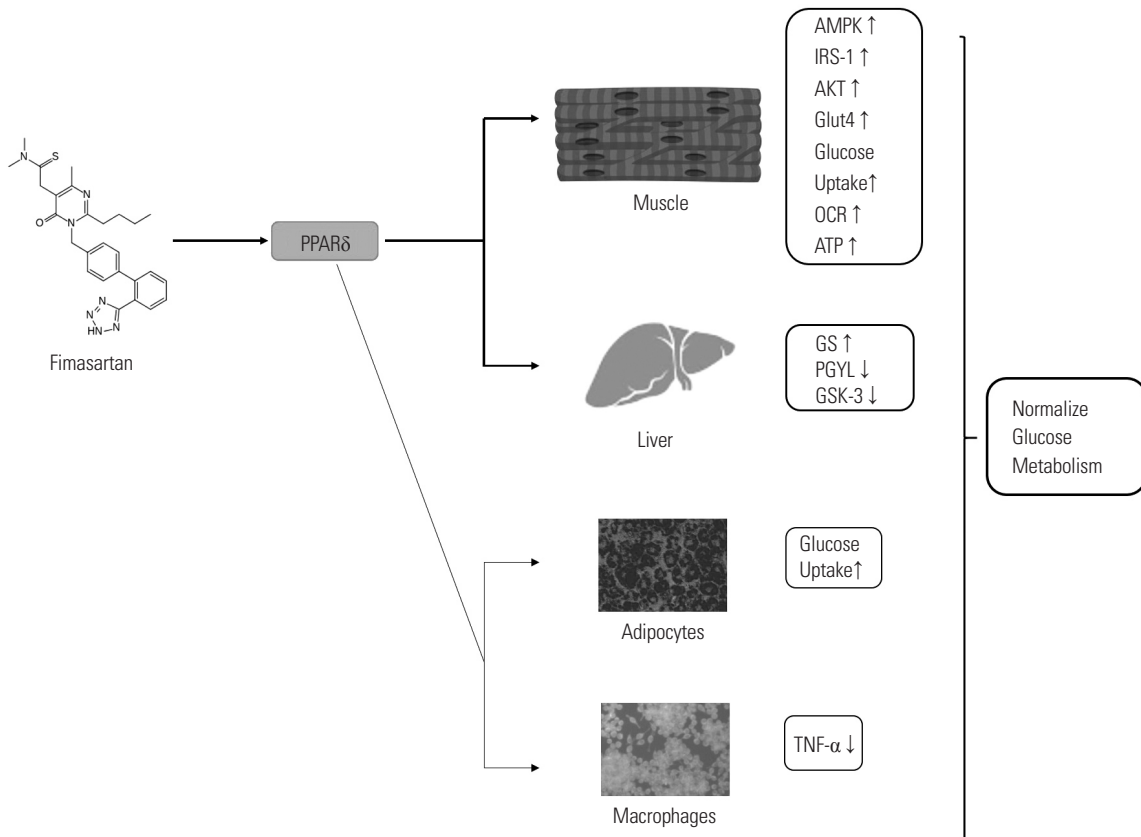 N
S
N
O
N
N
N
N
HN
N
Fimasartan
PPARδ
Muscle
AMPK ↑
IRS-1 ↑
AKT ↑
Glut4 ↑
Glucose
Uptake↑
OCR ↑
ATP ↑
Liver
GS ↑
PGYL ↓
GSK-3 ↓
Adipocytes
Glucose
Uptake↑
Macrophages
TNF-α ↓
Normalize
Glucose
Metabolism